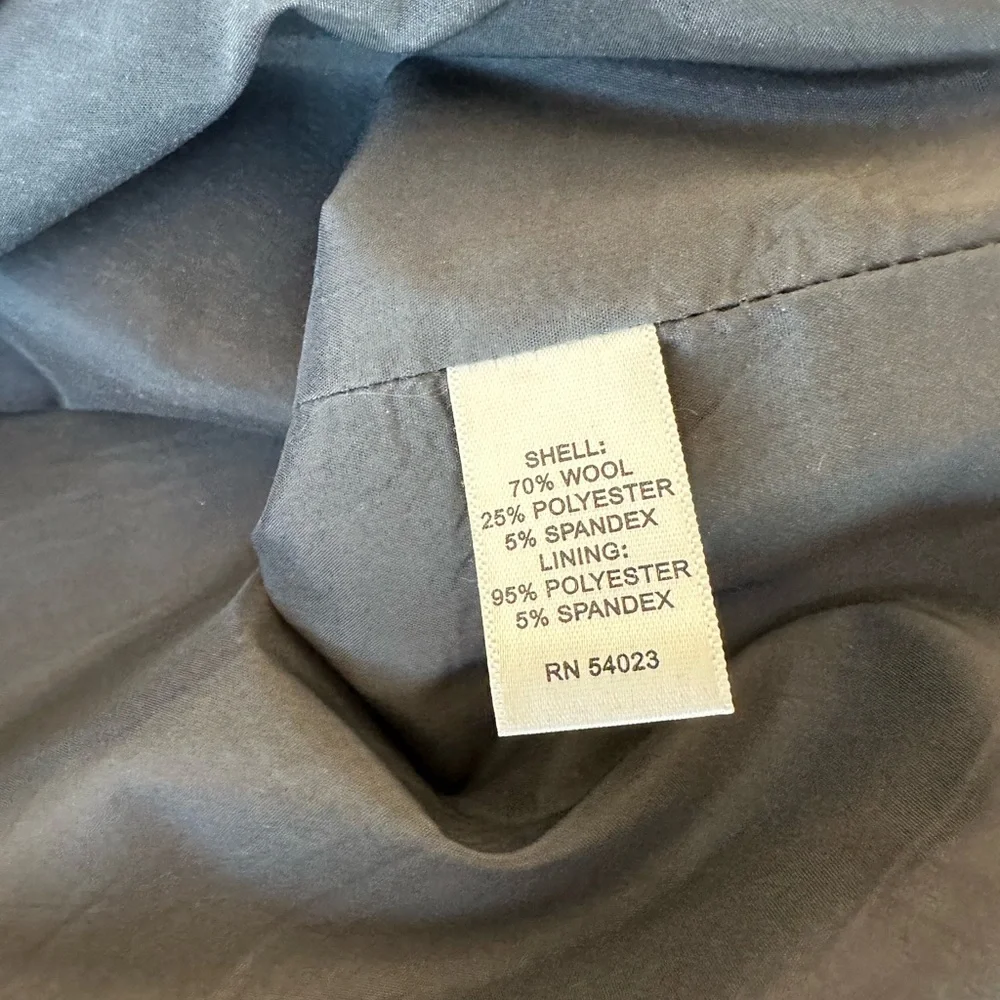 SHELL:
70% WOOL
25% POLYESTER
5% SPANDEX
LINING:
95% POLYESTER
5% SPANDEX
RN 54023